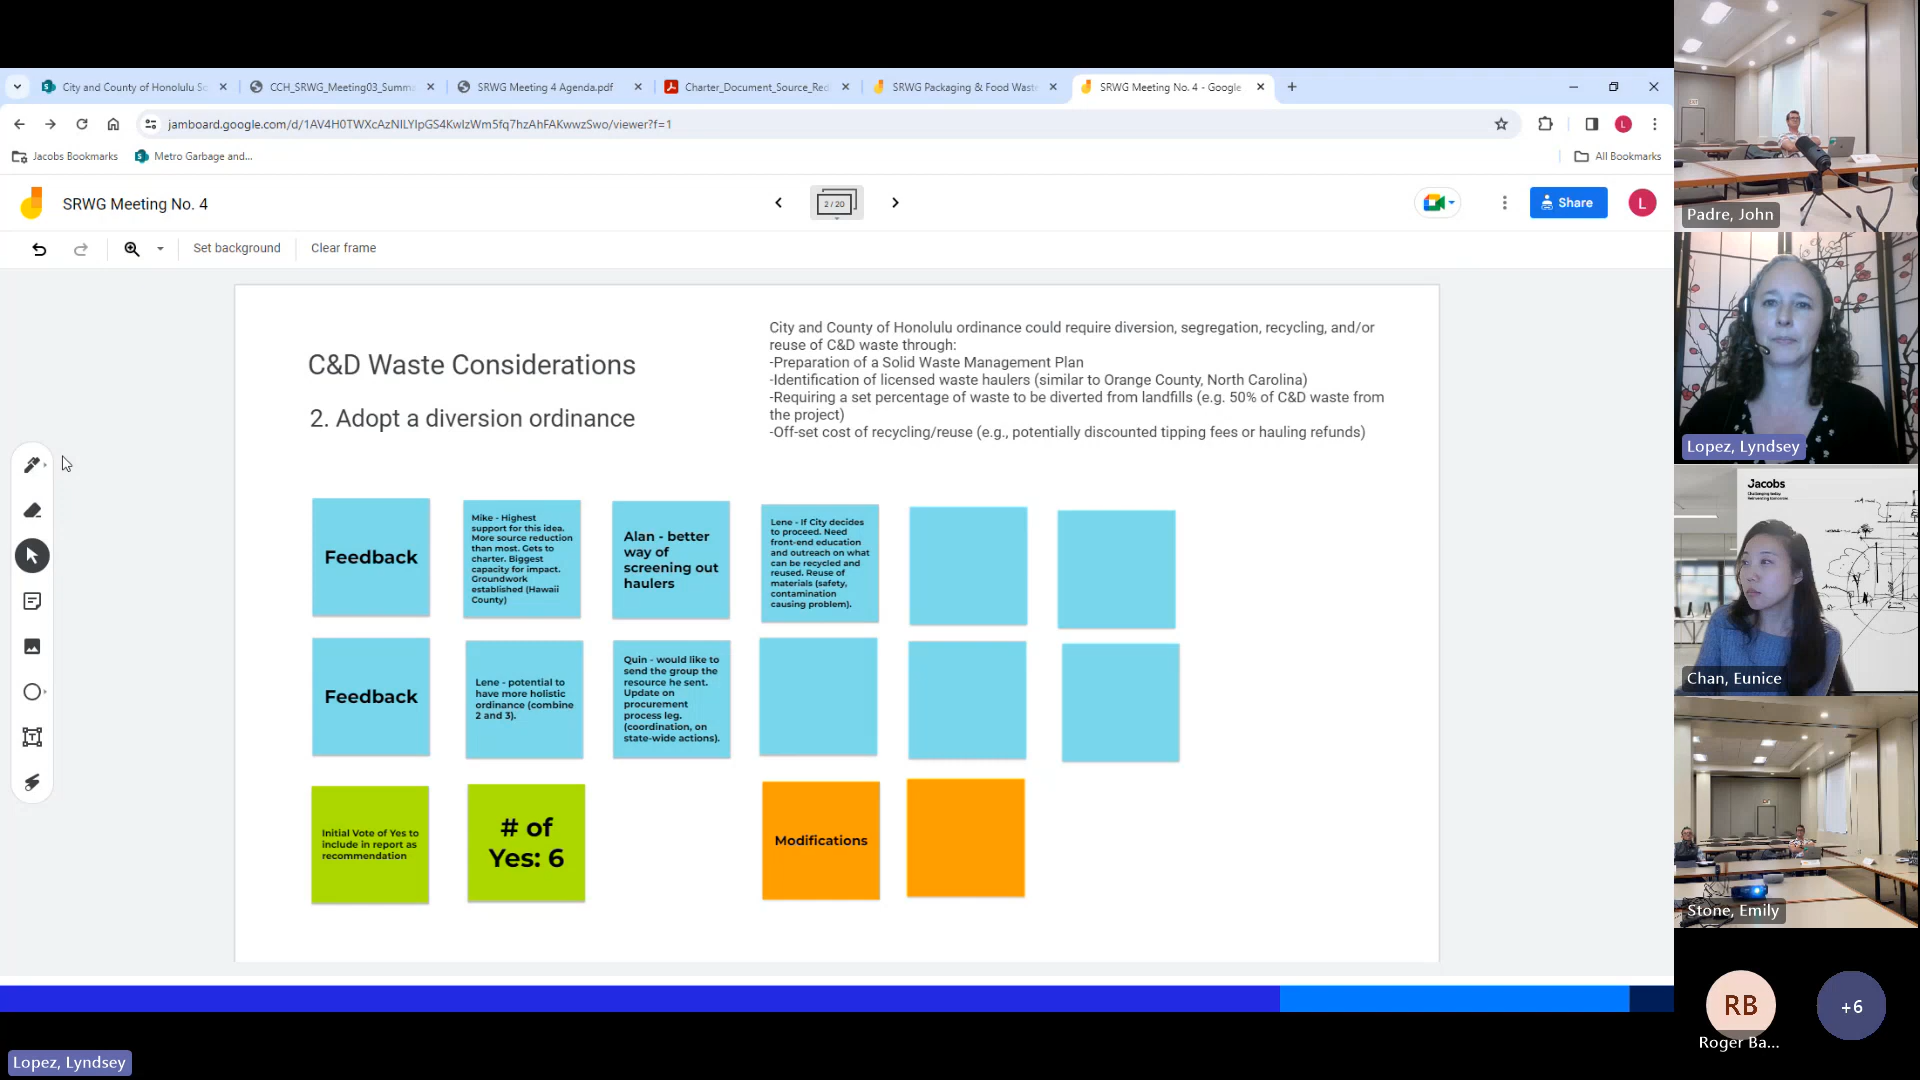 City and County of Honolulu So
CCH_SRWG_Meeting03_Summa
SRWG Meeting 4 Agenda.pdf
Charter_Document_Source_Red
SRWG Packaging & Food Waste
SRWG Meeting No. 4 - Google
jamboard.google.com/d/1AV4H0TWXcAzNILYIpGS4KwIzWm5fq7hzAhFAKwwzSwo/viewer?f=1
L
Jacobs Bookmarks
Metro Garbage and...
All Bookmarks
SRWG Meeting No. 4
2 / 20
Share
L
Set background
Clear frame
C&D Waste Considerations
2. Adopt a diversion ordinance
City and County of Honolulu ordinance could require diversion, segregation, recycling, and/or
reuse of C&D waste through:
-Preparation of a Solid Waste Management Plan
-Identification of licensed waste haulers (similar to Orange County, North Carolina)
-Requiring a set percentage of waste to be diverted from landfills (e.g. 50% of C&D waste from
the project)
-Off-set cost of recycling/reuse (e.g., potentially discounted tipping fees or hauling refunds)
Feedback
Mike - Highest
support for this idea.
More source reduction
than most. Gets to
charter. Biggest
capacity for impact.
Groundwork
established (Hawaii
County)
Alan - better
way of
screening out
haulers
Lene - If City decides
to proceed. Need
front-end education
and outreach on what
can be recycled and
reused. Reuse of
materials (safety,
contamination
causing problem).
Feedback
Lene - potential to
have more holistic
ordinance (combine
2 and 3).
Quin - would like to
send the group the
resource he sent.
Update on
procurement
process leg.
(coordination, on
state-wide actions).
Initial Vote of Yes to
include in report as
recommendation
# of
Yes: 6
Modifications
Padre, John
Lopez, Lyndsey
Jacobs
Challenging today.
Reinventing tomorrow.
Chan, Eunice
Stone, Emily
RB
Roger Ba...
+6
Lopez, Lyndsey